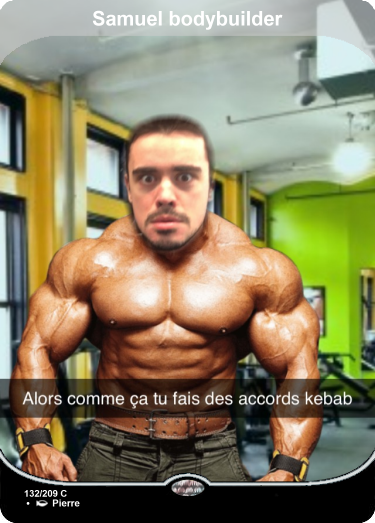 Samuel bodybuilder
Alors comme ça tu fais des accords kebab
132/209 C
• Pierre